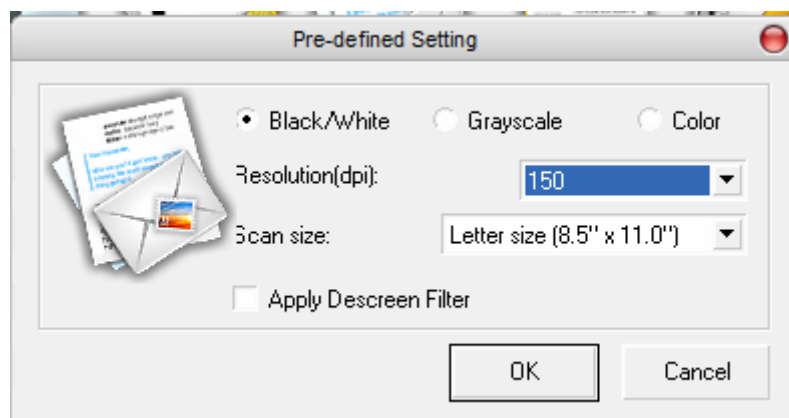 Pre-defined Setting
Black/White Grayscale Color
Resolution(dpi): 150
Scan size: Letter size (8.5" x 11.0")
Apply Descreen Filter
OK Cancel